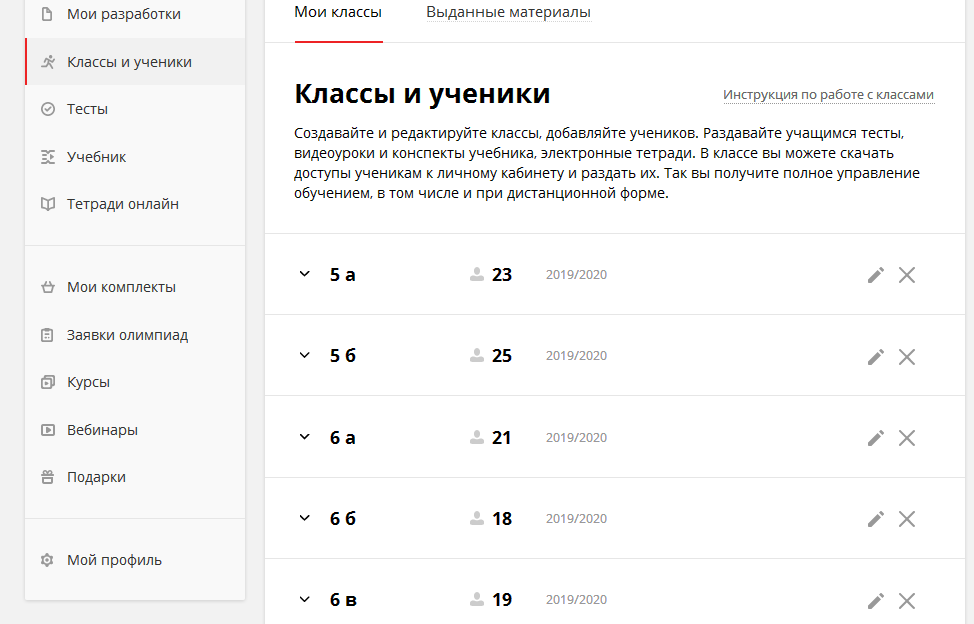 Мои разработки
Классы и ученики
Тесты
Учебник
Тетради онлайн
Мои комплекты
Заявки олимпиад
Курсы
Вебинары
Подарки
Мой профиль
Мои классы
Выданные материалы
Классы и ученики
Инструкция по работе с классами
Создавайте и редактируйте классы, добавляйте учеников. Раздавайте учащимся тесты,
видеоуроки и конспекты учебника, электронные тетради. В классе вы можете скачать
доступы ученикам к личному кабинету и раздать их. Так вы получите полное управление
обучением, в том числе и при дистанционной форме.
5 а 23 2019/2020
5 б 25 2019/2020
6 а 21 2019/2020
6 б 18 2019/2020
6 в 19 2019/2020